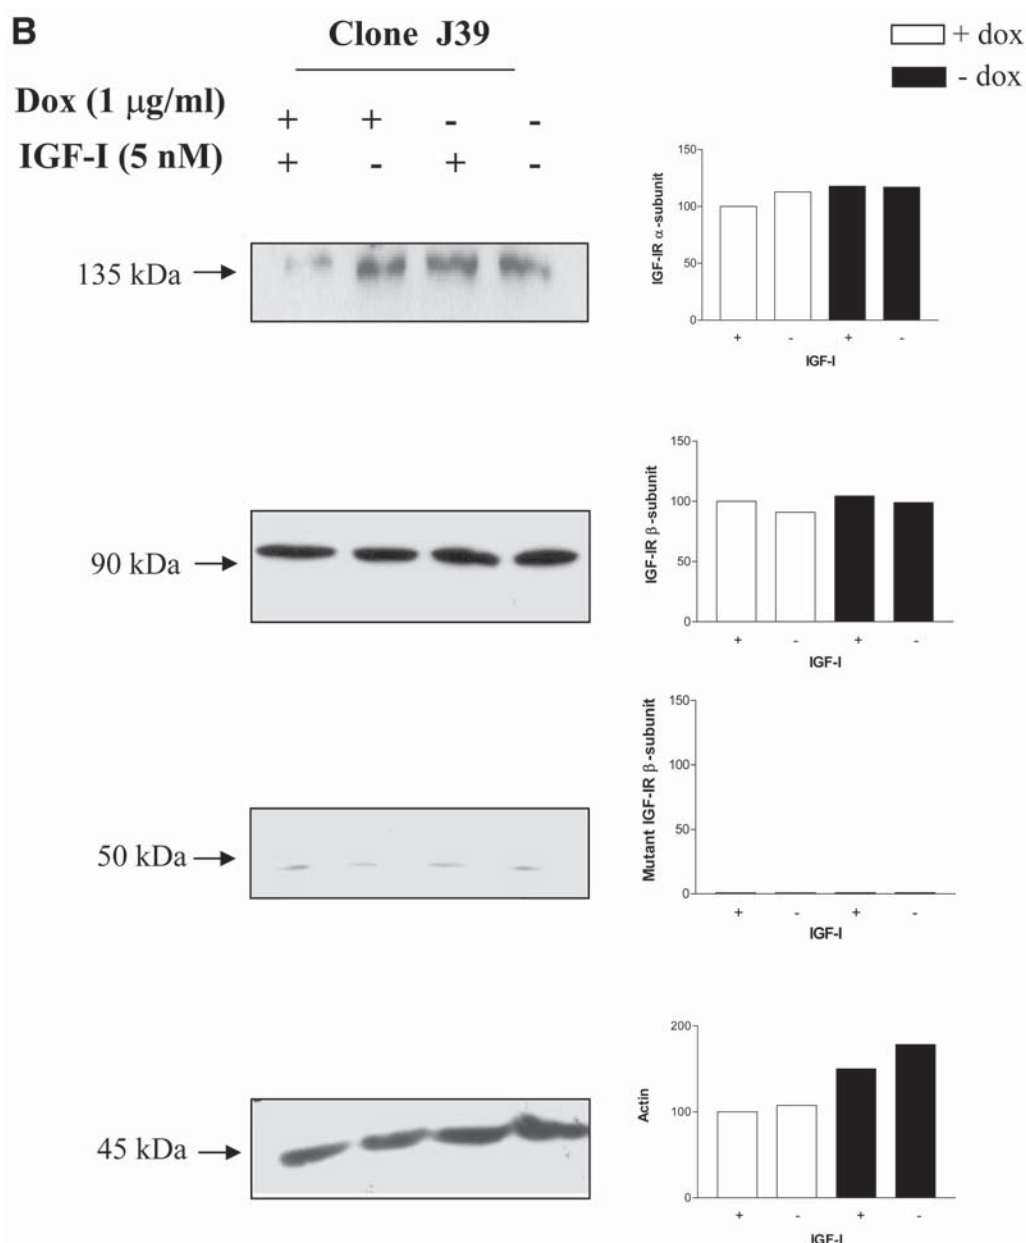 B
Clone J39
Dox (1 μg/ml) + + - -
IGF-I (5 nM) + - + -
+ dox
- dox
135 kDa
IGF-IR α-subunit
150
100
50
0
+ - + -
IGF-I
90 kDa
IGF-IR β-subunit
150
100
50
0
+ - + -
IGF-I
50 kDa
Mutant IGF-IR β-subunit
150
100
50
0
+ - + -
IGF-I
45 kDa
Actin
200
100
0
+ - + -
IGF-I